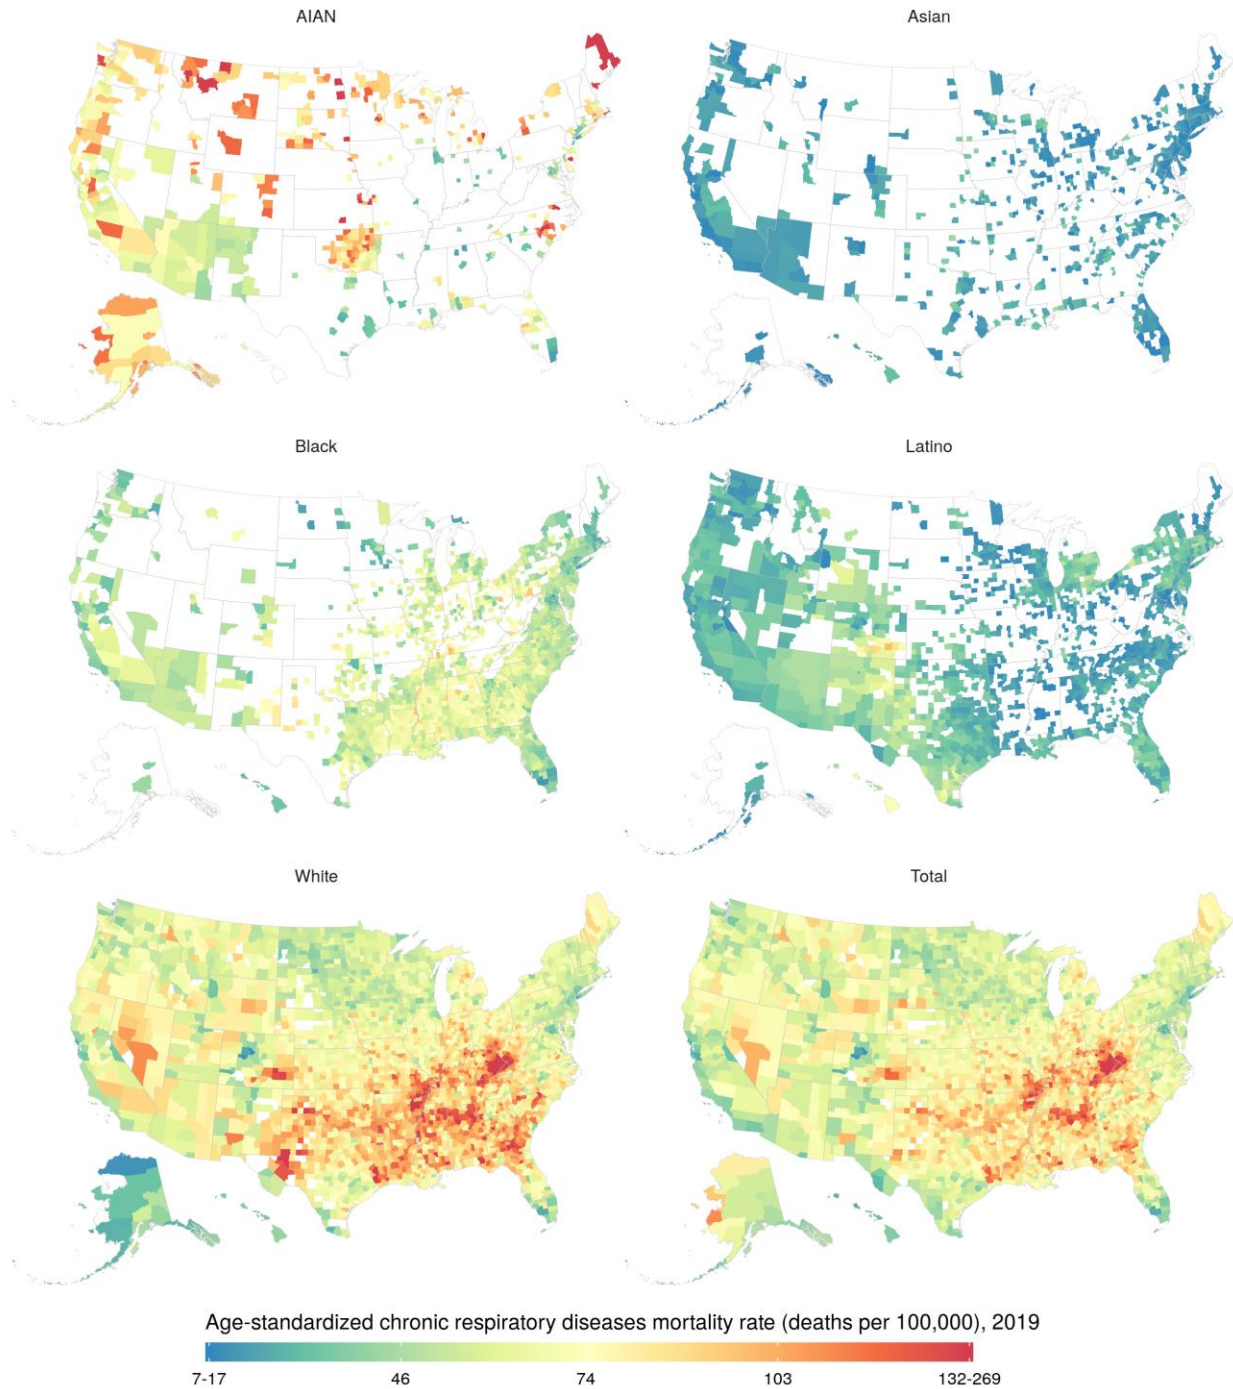 AIAN
Asian
Black
Latino
White
Total
Age-standardized chronic respiratory diseases mortality rate (deaths per 100,000), 2019
7-17
46
74
103
132-269